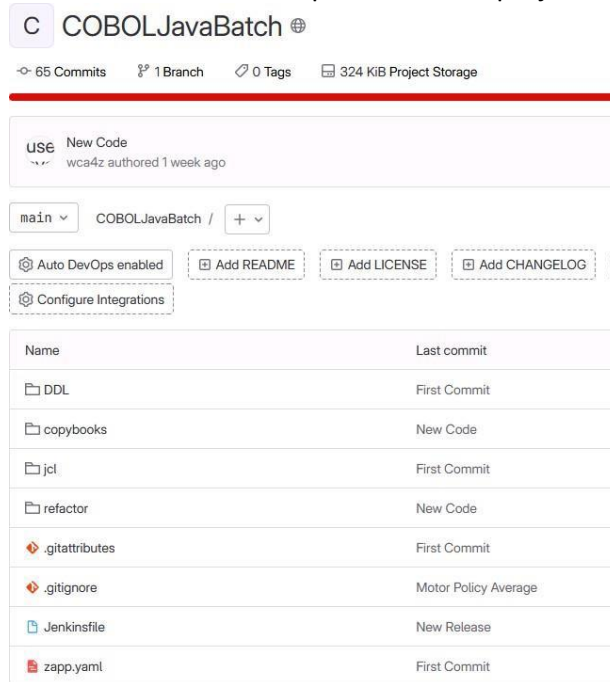 C COBOLJavaBatch
65 Commits 1 Branch 0 Tags 324 KiB Project Storage
use New Code
wca4z authored 1 week ago
main COBOLJavaBatch / +
Auto DevOps enabled Add README Add LICENSE Add CHANGELOG
Configure Integrations
Name Last commit
DDL First Commit
copybooks New Code
jcl First Commit
refactor New Code
.gitattributes First Commit
.gitignore Motor Policy Average
Jenkinsfile New Release
zapp.yaml First Commit